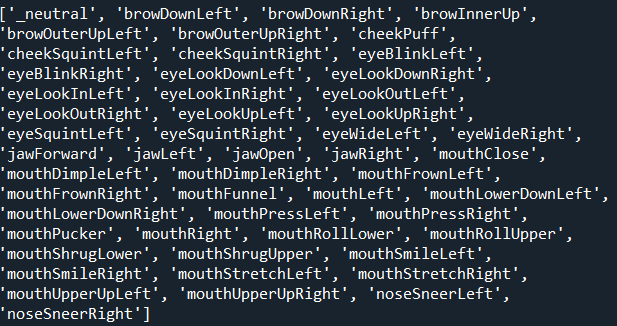 ['_neutral', 'browDownLeft', 'browDownRight', 'browInnerUp',
'browOuterUpLeft', 'browOuterUpRight', 'cheekPuff',
'cheekSquintLeft', 'cheekSquintRight', 'eyeBlinkLeft',
'eyeBlinkRight', 'eyeLookDownLeft', 'eyeLookDownRight',
'eyeLookInLeft', 'eyeLookInRight', 'eyeLookOutLeft',
'eyeLookOutRight', 'eyeLookUpLeft', 'eyeLookUpRight',
'eyeSquintLeft', 'eyeSquintRight', 'eyeWideLeft', 'eyeWideRight',
'jawForward', 'jawLeft', 'jawOpen', 'jawRight', 'mouthClose',
'mouthDimpleLeft', 'mouthDimpleRight', 'mouthFrownLeft',
'mouthFrownRight', 'mouthFunnel', 'mouthLeft', 'mouthLowerDownLeft',
'mouthLowerDownRight', 'mouthPressLeft', 'mouthPressRight',
'mouthPucker', 'mouthRight', 'mouthRollLower', 'mouthRollUpper',
'mouthShrugLower', 'mouthShrugUpper', 'mouthSmileLeft',
'mouthSmileRight', 'mouthStretchLeft', 'mouthStretchRight',
'mouthUpperUpLeft', 'mouthUpperUpRight', 'noseSneerLeft',
'noseSneerRight']